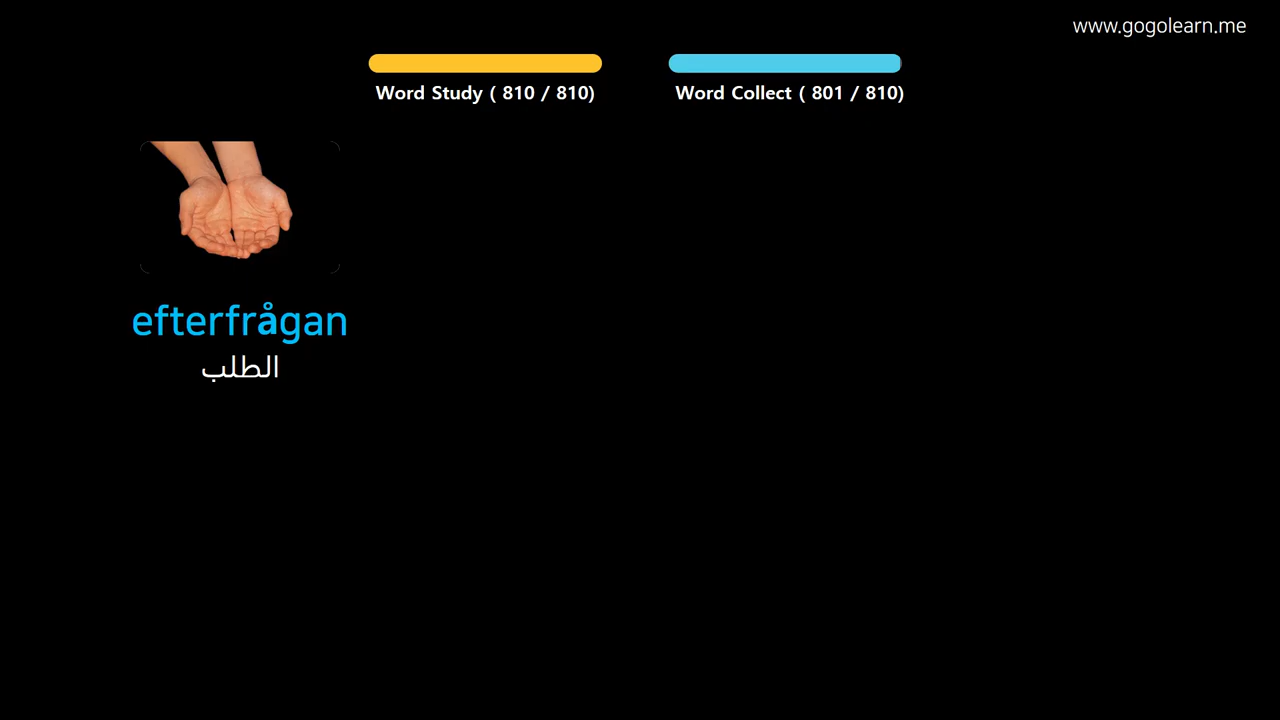 www.gogolearn.me
Word Study ( 810 / 810)
Word Collect ( 801 / 810)
efterfrågan
الطلب